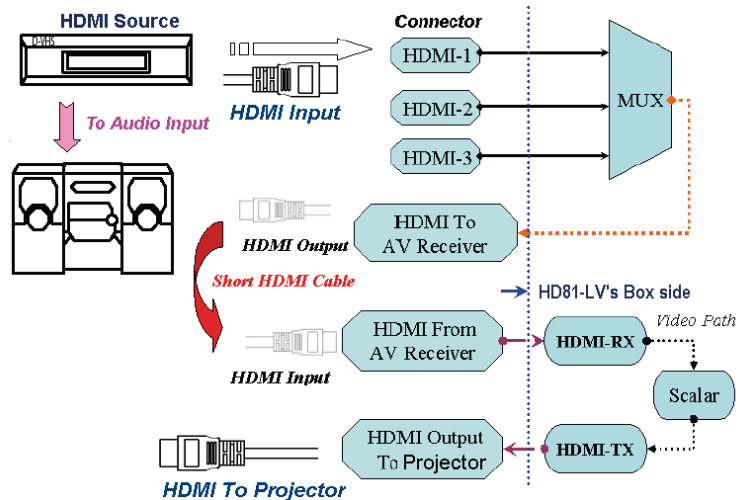 HDMI Source
Connector
D-VHS
HDMI-1
HDMI Input
To Audio Input
HDMI-2
MUX
HDMI-3
HDMI To
AV Receiver
HDMI Output
Short HDMI Cable
HD81-LV's Box side
Video Path
HDMI From
AV Receiver
HDMI-RX
HDMI Input
Scalar
HDMI Output
To Projector
HDMI-TX
HDMI To Projector